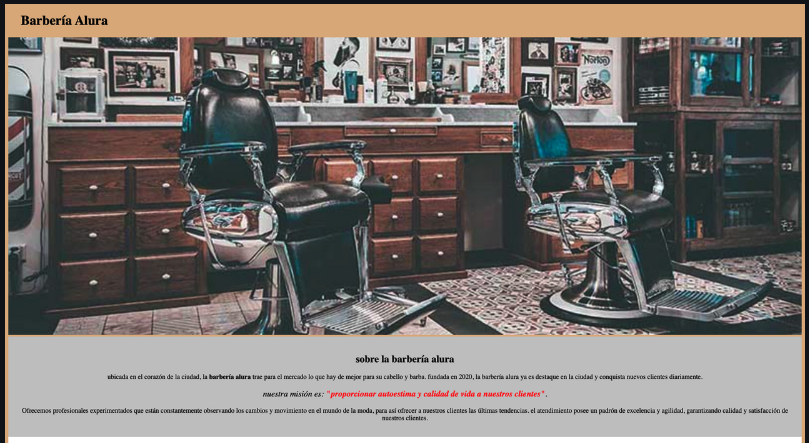 Barbería Alura
Norton
sobre la barbería alura
ubicada en el corazón de la ciudad, la barbería alura trae para el mercado lo que hay de mejor para su cabello y barba. fundada en 2020, la barbería alura ya es destaque en la ciudad y conquista nuevos clientes diariamente.
nuestra misión es: "proporcionar autoestima y calidad de vida a nuestros clientes".
Ofrecemos profesionales experimentados que están constantemente observando los cambios y movimiento en el mundo de la moda, para así ofrecer a nuestros clientes las últimas tendencias. el atendimiento posee un padrón de excelencia y agilidad, garantizando calidad y satisfacción de
nuestros clientes.